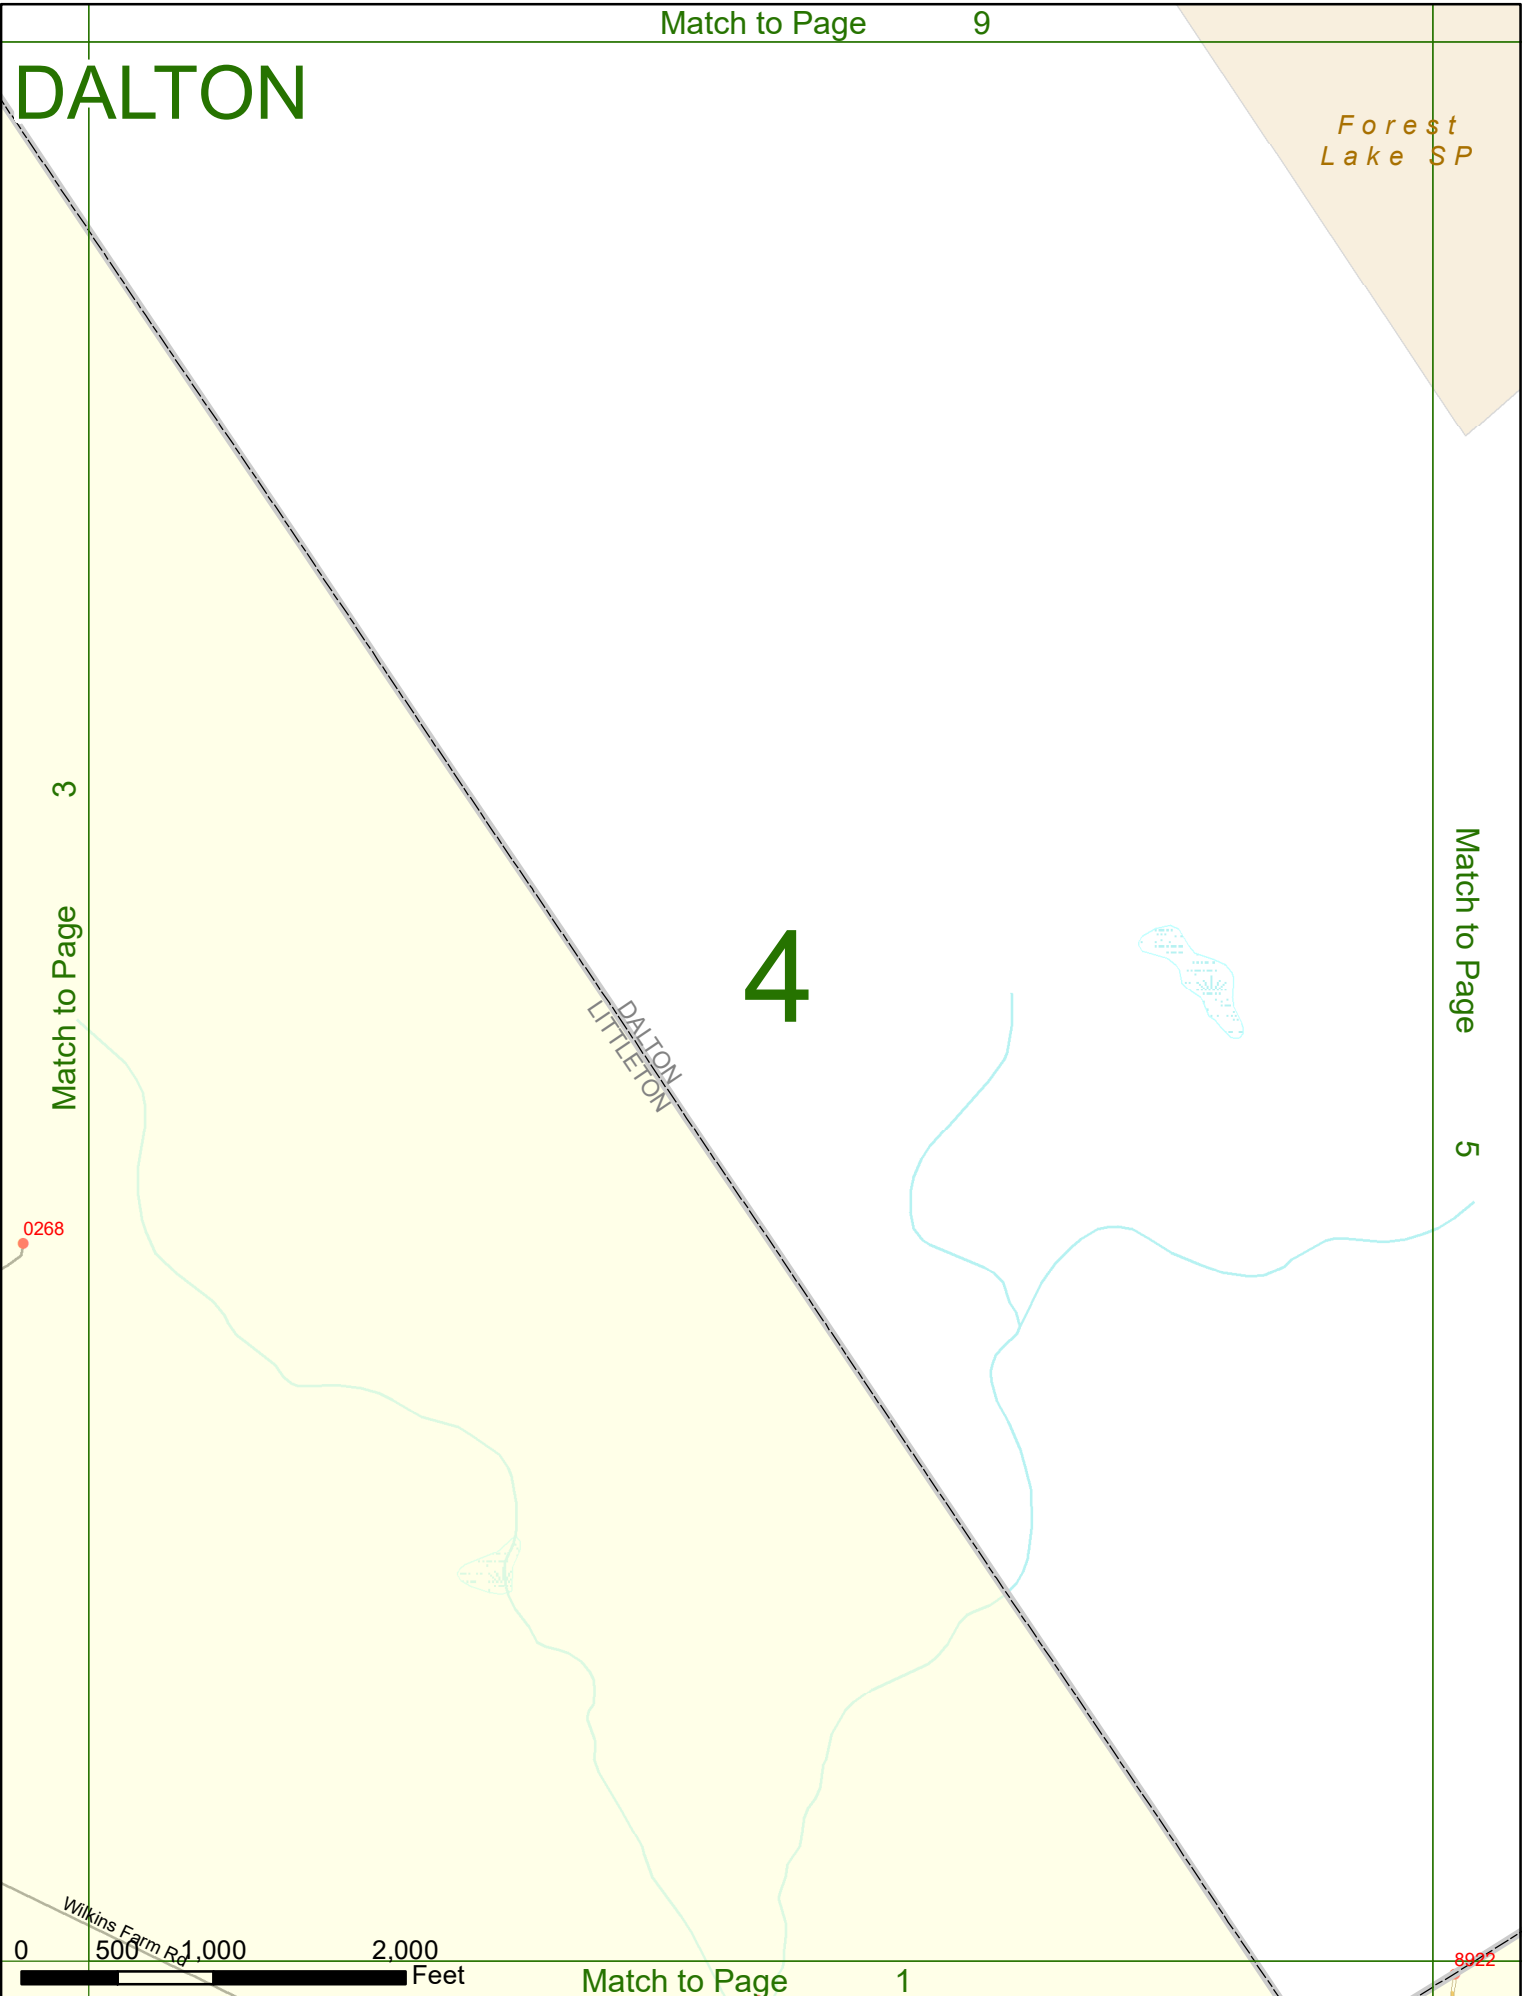 Match to Page 9
DALTON
Forest
Lake SP
3
Match to Page
4
Match to Page
5
DALTON
LITTLETON
0268
Wilkins Farm Rd
0 500 1,000 2,000
Feet
Match to Page 1
8922